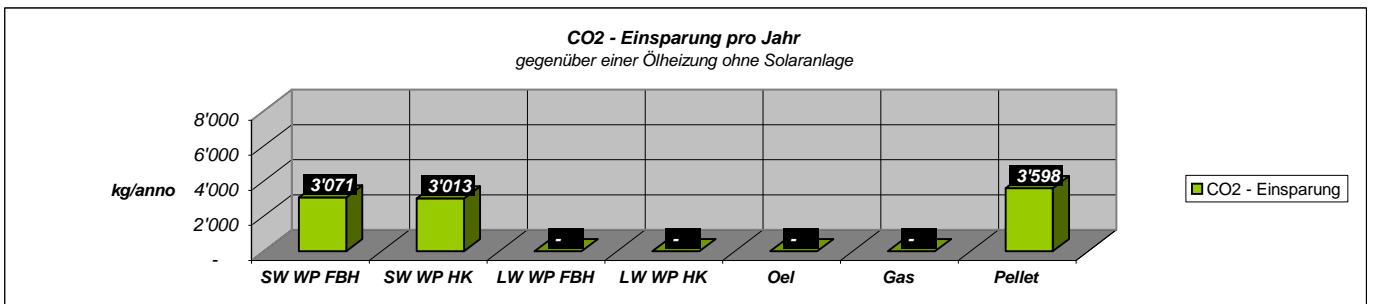 CO2 - Einsparung pro Jahr
gegenüber einer Ölheizung ohne Solaranlage
8'000
6'000
4'000
2'000
-
kg/anno
3'071
3'013
-
-
-
-
3'598
SW WP FBH
SW WP HK
LW WP FBH
LW WP HK
Oel
Gas
Pellet
CO2 - Einsparung